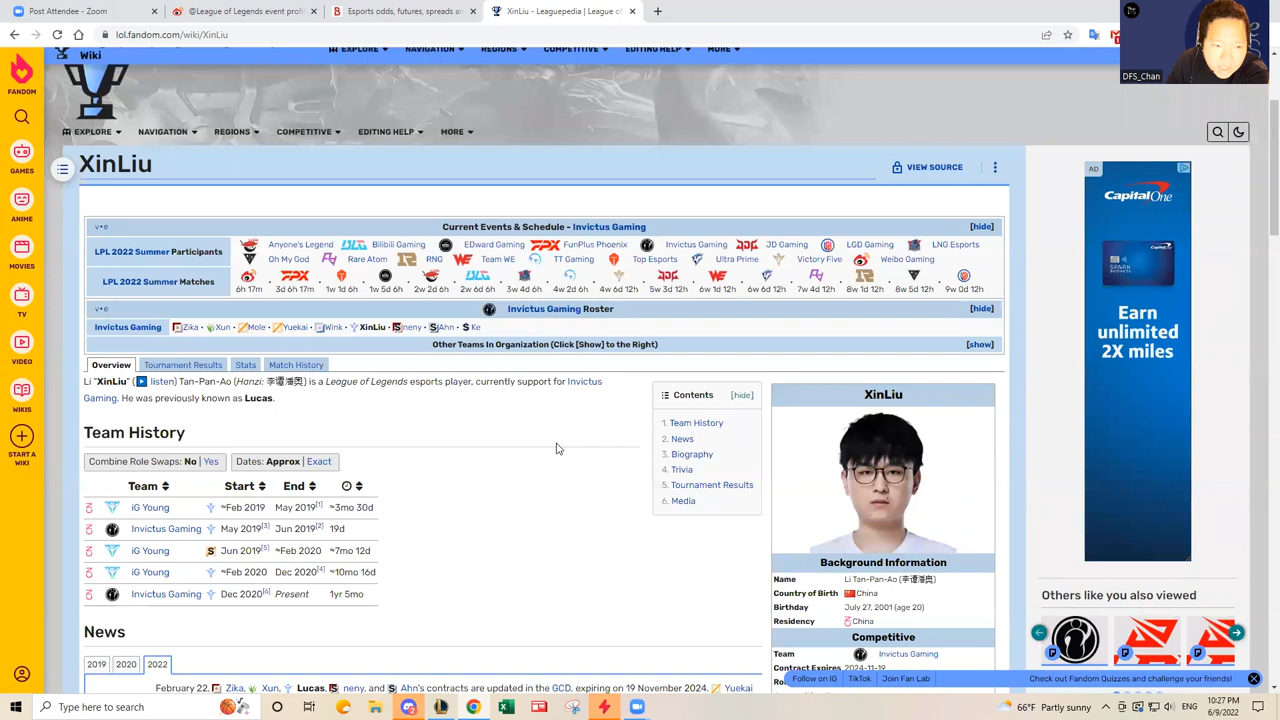 Post Attendee - Zoom
@League of Legends event profi
Esports odds, futures, spreads an
XinLiu - Leaguepedia | League of
lol.fandom.com/wiki/XinLiu
DFS_Chan
FANDOM
GAMES
ANIME
MOVIES
TV
VIDEO
WIKIS
START A WIKI
Wiki
EXPLORE NAVIGATION REGIONS COMPETITIVE EDITING HELP MORE
EXPLORE NAVIGATION REGIONS COMPETITIVE EDITING HELP MORE
XinLiu
VIEW SOURCE
v•e Current Events & Schedule - Invictus Gaming [hide]
LPL 2022 Summer Participants
Anyone's Legend Bilibili Gaming EDward Gaming FunPlus Phoenix Invictus Gaming JD Gaming LGD Gaming LNG Esports
Oh My God Rare Atom RNG Team WE TT Gaming Top Esports Ultra Prime Victory Five Weibo Gaming
LPL 2022 Summer Matches
6h 17m 3d 6h 17m 1w 1d 6h 1w 5d 6h 2w 2d 6h 2w 6d 6h 3w 4d 6h 4w 2d 6h 4w 6d 12h 5w 3d 12h 6w 1d 12h 6w 6d 12h 7w 4d 12h 8w 1d 12h 8w 5d 12h 9w 0d 12h
v•e Invictus Gaming Roster [hide]
Invictus Gaming Zika Xun Mole Yuekai Wink XinLiu neny Ahn Ke
Other Teams In Organization (Click [Show] to the Right) [show]
Overview Tournament Results Stats Match History
Li "XinLiu" (listen) Tan-Pan-Ao (Hanzi: 李谭潘奥) is a League of Legends esports player, currently support for Invictus
Gaming. He was previously known as Lucas.
Team History
Combine Role Swaps: No | Yes Dates: Approx | Exact
Team Start End
iG Young ≈Feb 2019 May 2019[1] ≈3mo 30d
Invictus Gaming May 2019[3] Jun 2019[2] 19d
iG Young Jun 2019[5] ≈Feb 2020 ≈7mo 12d
iG Young ≈Feb 2020 Dec 2020[4] ≈10mo 16d
Invictus Gaming Dec 2020[6] Present 1yr 5mo
News
2019 2020 2022
February 22, Zika, Xun, Lucas, neny, and Ahn's contracts are updated in the GCD, expiring on 19 November 2024. Yuekai
Contents [hide]
1. Team History
2. News
3. Biography
4. Trivia
5. Tournament Results
6. Media
XinLiu
Background Information
Name Li Tan-Pan-Ao (李谭潘奥)
Country of Birth China
Birthday July 27, 2001 (age 20)
Residency China
Competitive
Team Invictus Gaming
Contract Expires 2024-11-19
AD
Capital One
SPARK BUSINESS
Earn
unlimited
2X miles
Others like you also viewed
Follow on IG TikTok Join Fan Lab Check out Fandom Quizzes and challenge your friends!
Type here to search
66°F Partly sunny
ENG
10:27 PM
6/9/2022